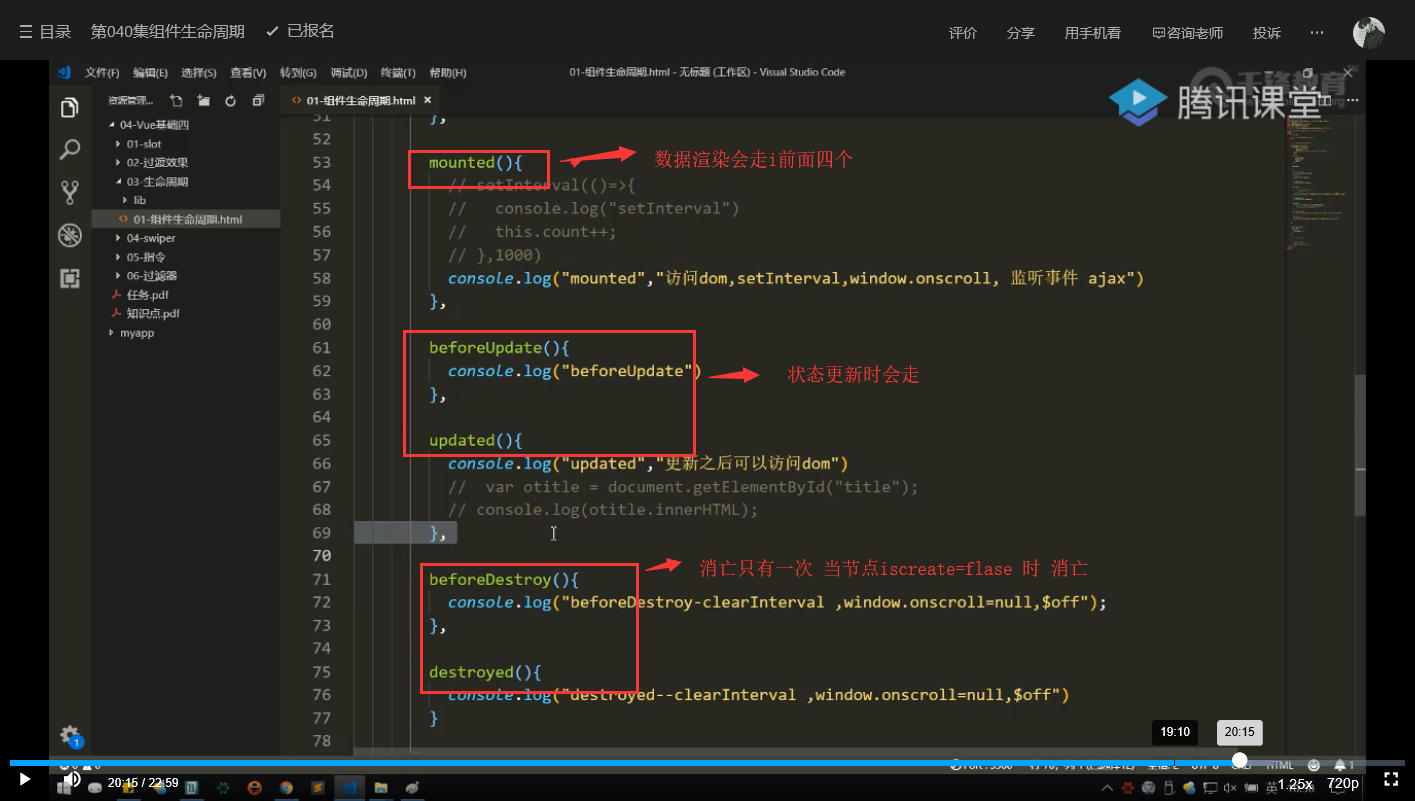 目录 第040集组件生命周期 已报名 评价 分享 用手机看 咨询老师 投诉
文件(F) 编辑(E) 选择(S) 查看(V) 转到(G) 调试(D) 终端(T) 帮助(H) 01-组件生命周期.html - 无标题 (工作区) - Visual Studio Code
千锋教育
腾讯课堂
资源管理... 01-组件生命周期.html
04-Vue基础四
01-slot
02-过渡效果
03-生命周期
lib
01-组件生命周期.html
04-swiper
05-指令
06-过滤器
任务.pdf
知识点.pdf
myapp
51 },
52
53 mounted(){ 数据渲染会走i前面四个
54 // setInterval(()=>{
55 // console.log("setInterval")
56 // this.count++;
57 // },1000)
58 console.log("mounted","访问dom,setInterval,window.onscroll, 监听事件 ajax")
59 },
60
61 beforeUpdate(){
62 console.log("beforeUpdate") 状态更新时会走
63 },
64
65 updated(){
66 console.log("updated","更新之后可以访问dom")
67 // var otitle = document.getElementById("title");
68 // console.log(otitle.innerHTML);
69 },
70
71 beforeDestroy(){ 消亡只有一次 当节点iscreate=flase 时 消亡
72 console.log("beforeDestroy-clearInterval ,window.onscroll=null,$off");
73 },
74
75 destroyed(){
76 console.log("destroyed--clearInterval ,window.onscroll=null,$off")
77 }
78
19:10 20:15
1
HTML 1
20:15 / 22:59 1.25x 720p
英